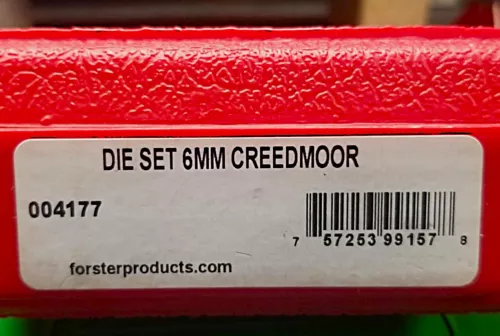 DIE SET 6MM CREEDMOOR
004177
7 57253 99157 8
forsterproducts.com